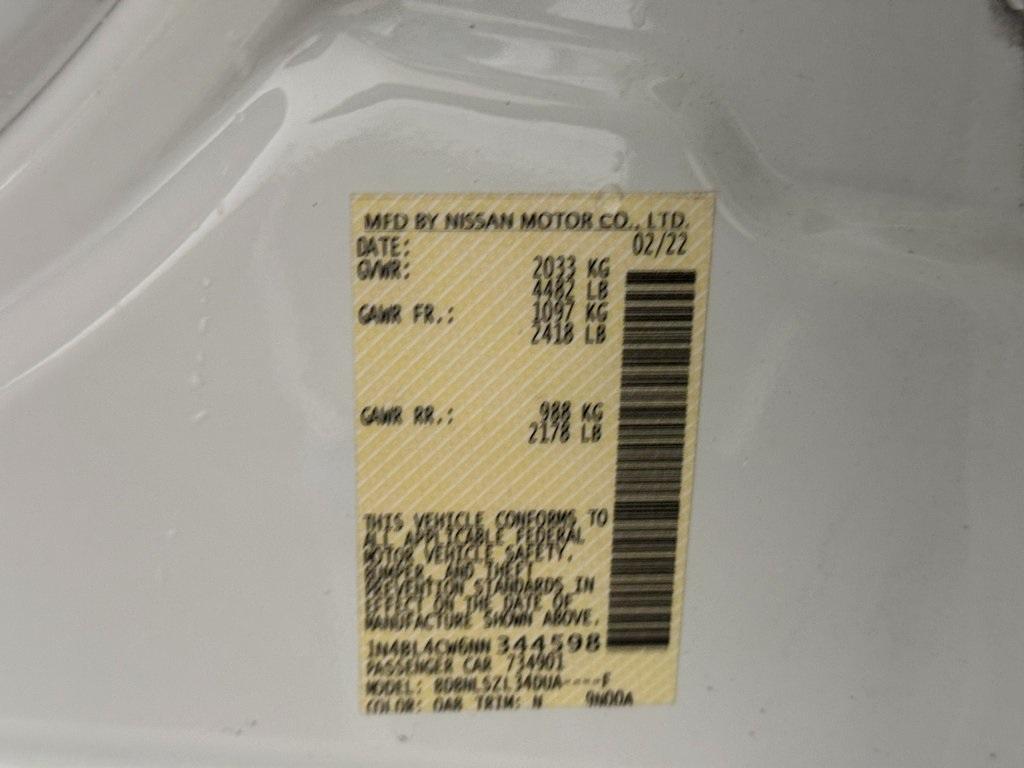 MFD BY NISSAN MOTOR CO., LTD.
DATE: 02/22
GVWR: 2033 KG
4482 LB
GAWR FR.: 1097 KG
2418 LB
GAWR RR.: 988 KG
2178 LB
THIS VEHICLE CONFORMS TO
ALL APPLICABLE FEDERAL
MOTOR VEHICLE SAFETY,
BUMPER, AND THEFT
PREVENTION STANDARDS IN
EFFECT ON THE DATE OF
MANUFACTURE SHOWN ABOVE.
1N4BL4CW6NN344598
PASSENGER CAR 734901
MODEL:
COLOR: QAB TRIM: N